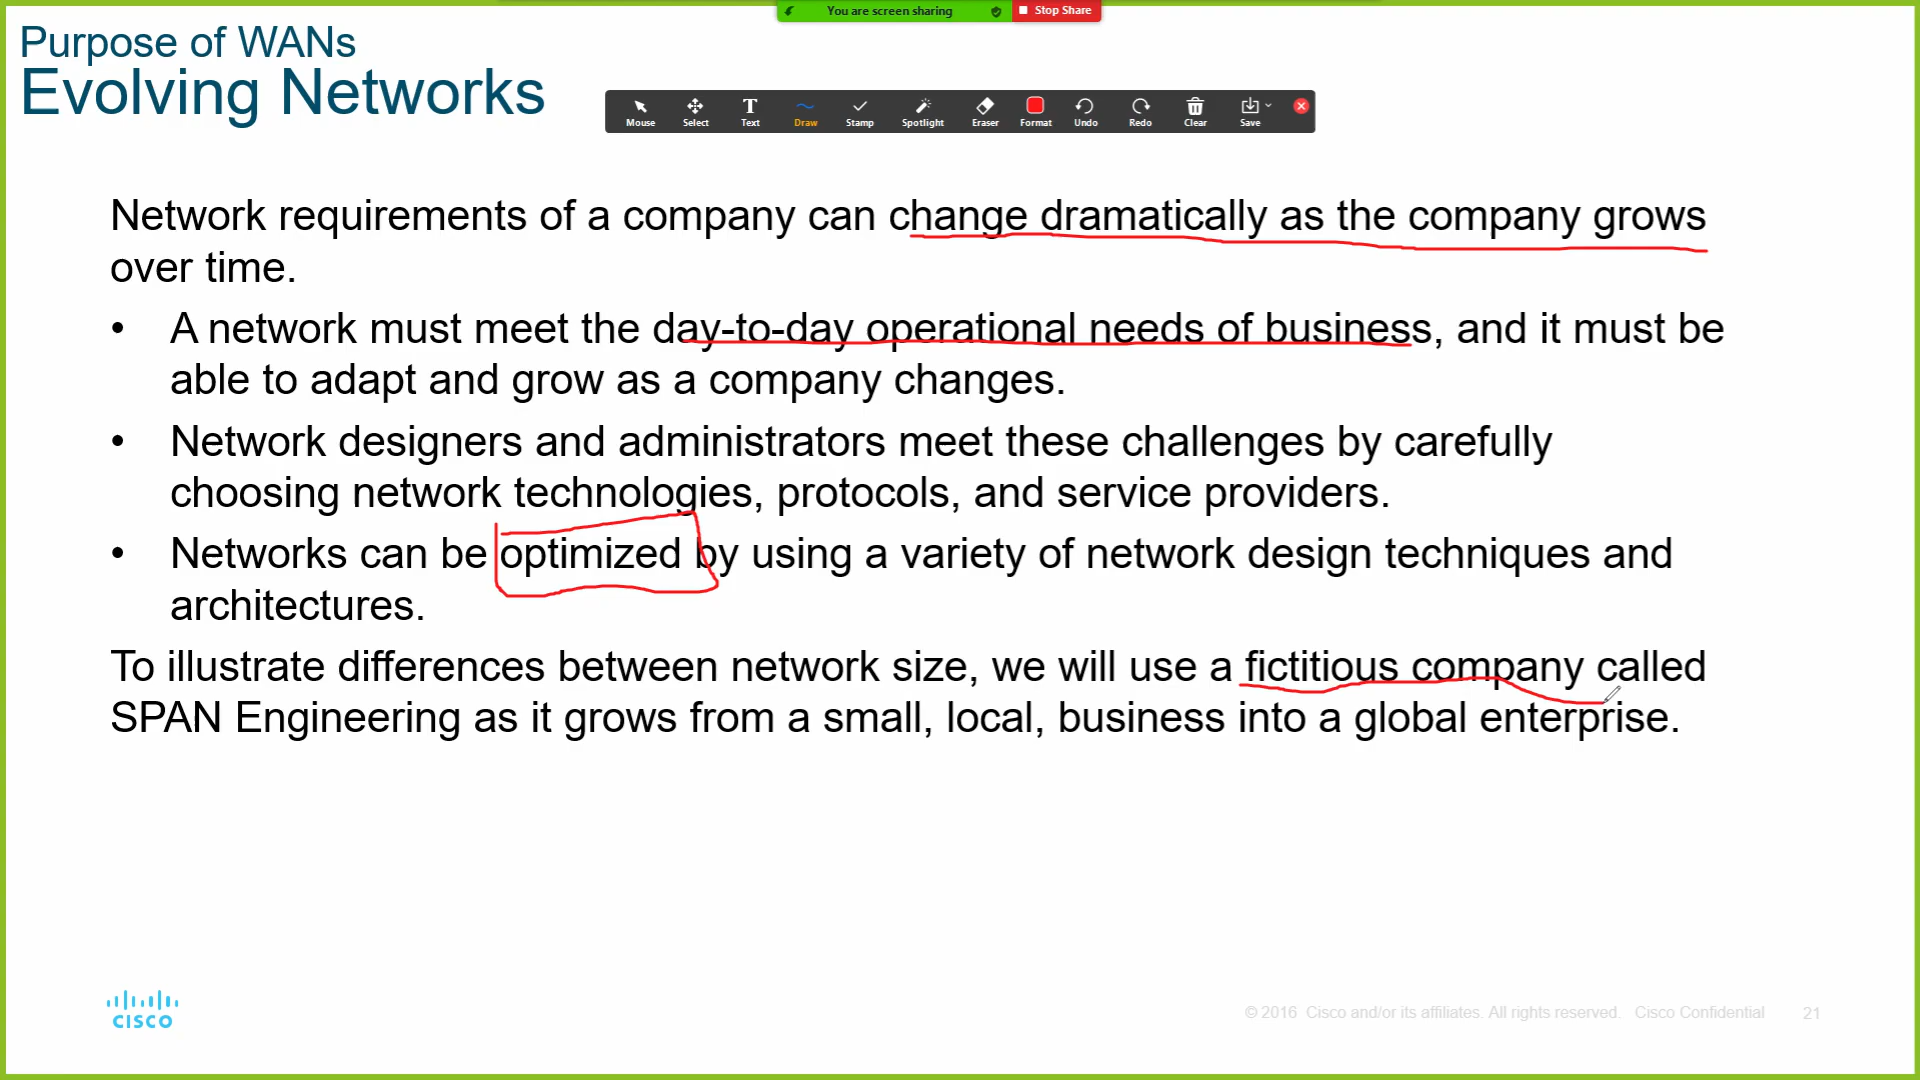 You are screen sharing Stop Share
Purpose of WANs
Evolving Networks
Mouse Select Text Draw Stamp Spotlight Eraser Format Undo Redo Clear Save
Network requirements of a company can change dramatically as the company grows
over time.
• A network must meet the day-to-day operational needs of business, and it must be
able to adapt and grow as a company changes.
• Network designers and administrators meet these challenges by carefully
choosing network technologies, protocols, and service providers.
• Networks can be optimized by using a variety of network design techniques and
architectures.
To illustrate differences between network size, we will use a fictitious company called
SPAN Engineering as it grows from a small, local, business into a global enterprise.
CISCO
© 2016 Cisco and/or its affiliates. All rights reserved. Cisco Confidential 21